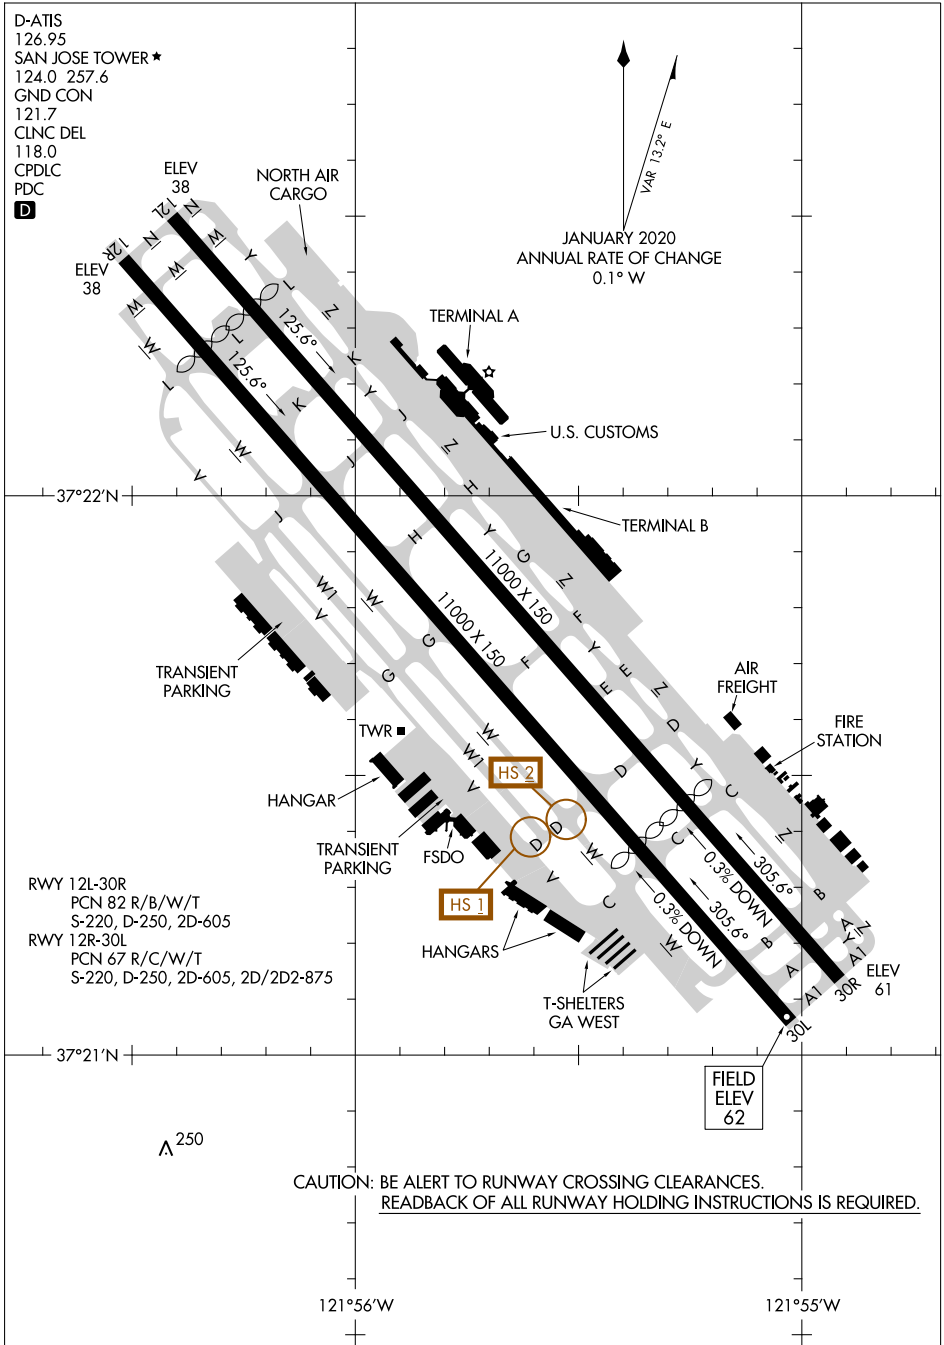 D-ATIS
126.95
SAN JOSE TOWER★
124.0 257.6
GND CON
121.7
CLNC DEL
118.0
CPDLC
PDC
D
VAR 13.2° E
JANUARY 2020
ANNUAL RATE OF CHANGE
0.1° W
ELEV
38
NORTH AIR
CARGO
12L
N
N
W
W
Y
12R
ELEV
38
W
W
L
L
L
Z
125.6°
125.6°
K
K
Y
J
J
Z
TERMINAL A
U.S. CUSTOMS
W
V
J
H
H
Y
G
Z
37°22'N
TERMINAL B
11000 X 150
11000 X 150
W1
W
V
G
G
F
F
Y
E
E
Z
TRANSIENT
PARKING
TWR
AIR
FREIGHT
FIRE
STATION
W
W1
V
D
D
Y
C
Z
HS 2
HANGAR
TRANSIENT
PARKING
FSDO
D
D
HS 1
W
V
C
C
0.3% DOWN
0.3% DOWN
305.6°
305.6°
B
B
A
A
Z
Y
A1
A1
W
HANGARS
T-SHELTERS
GA WEST
30R
ELEV
61
30L
RWY 12L-30R
PCN 82 R/B/W/T
S-220, D-250, 2D-605
RWY 12R-30L
PCN 67 R/C/W/T
S-220, D-250, 2D-605, 2D/2D2-875
37°21'N
FIELD
ELEV
62
250
CAUTION: BE ALERT TO RUNWAY CROSSING CLEARANCES.
READBACK OF ALL RUNWAY HOLDING INSTRUCTIONS IS REQUIRED.
121°56'W
121°55'W